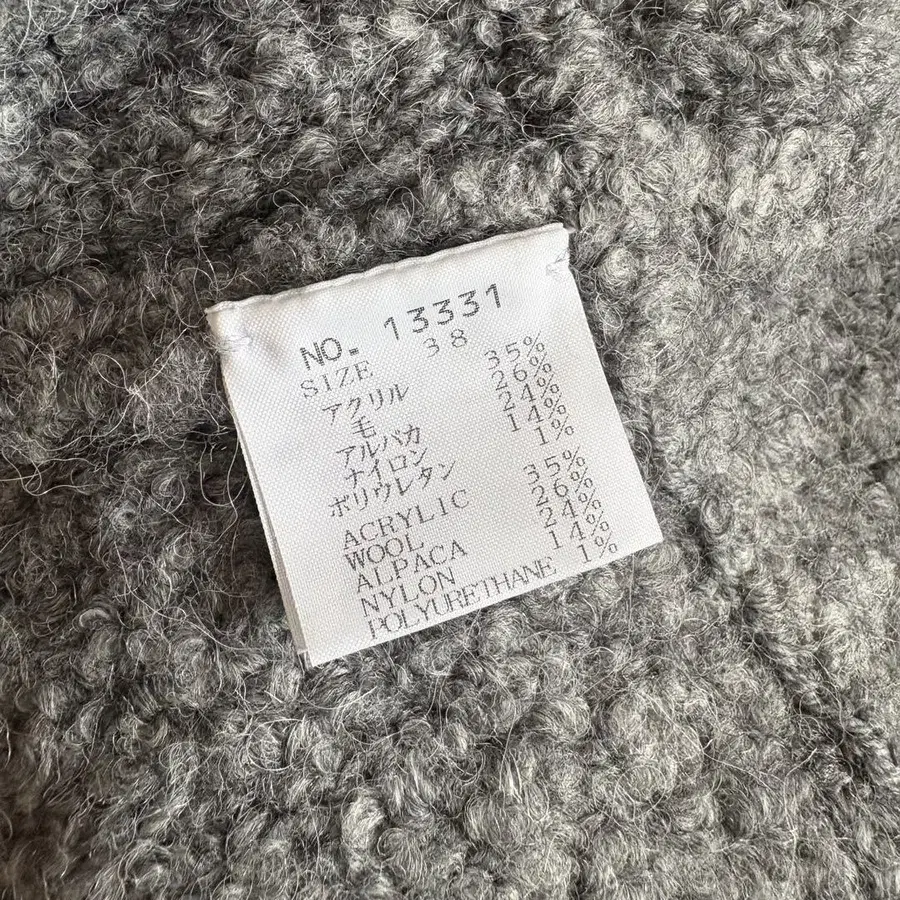 NO. 13331
SIZE 38
アクリル 35%
毛 26%
アルパカ 24%
ナイロン 14%
ポリウレタン 1%
ACRYLIC 35%
WOOL 26%
ALPACA 24%
NYLON 14%
POLYURETHANE 1%